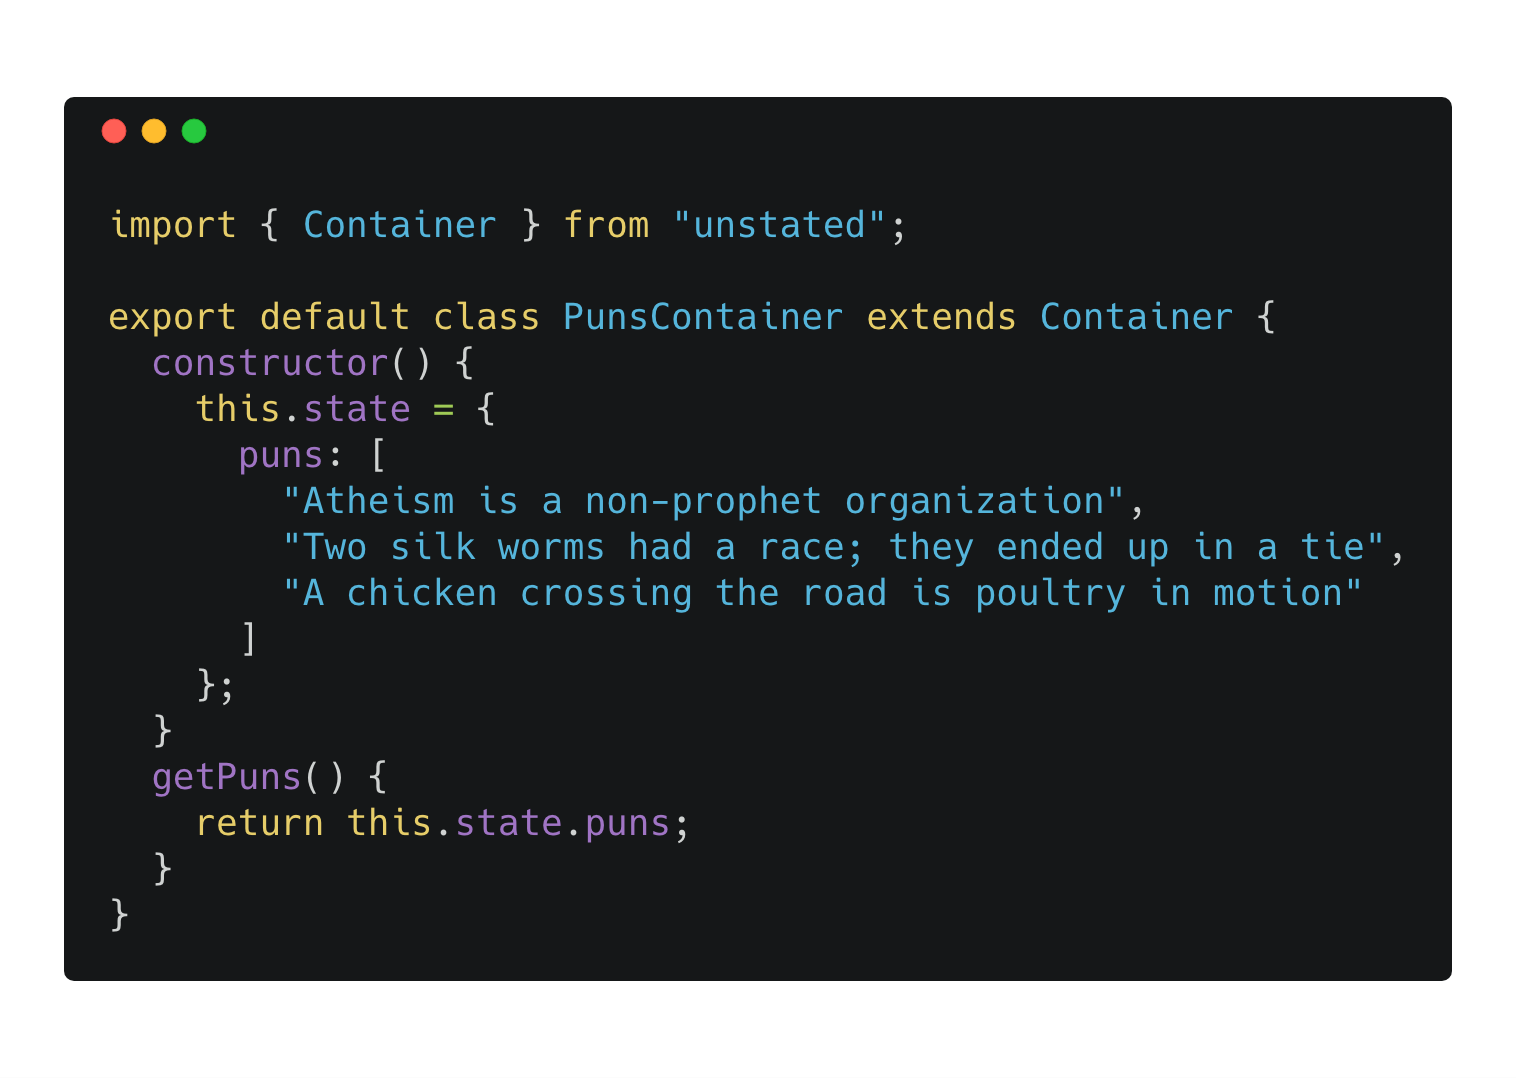 import { Container } from "unstated";

export default class PunsContainer extends Container {
  constructor() {
    this.state = {
      puns: [
        "Atheism is a non-prophet organization",
        "Two silk worms had a race; they ended up in a tie",
        "A chicken crossing the road is poultry in motion"
      ]
    };
  }
  getPuns() {
    return this.state.puns;
  }
}